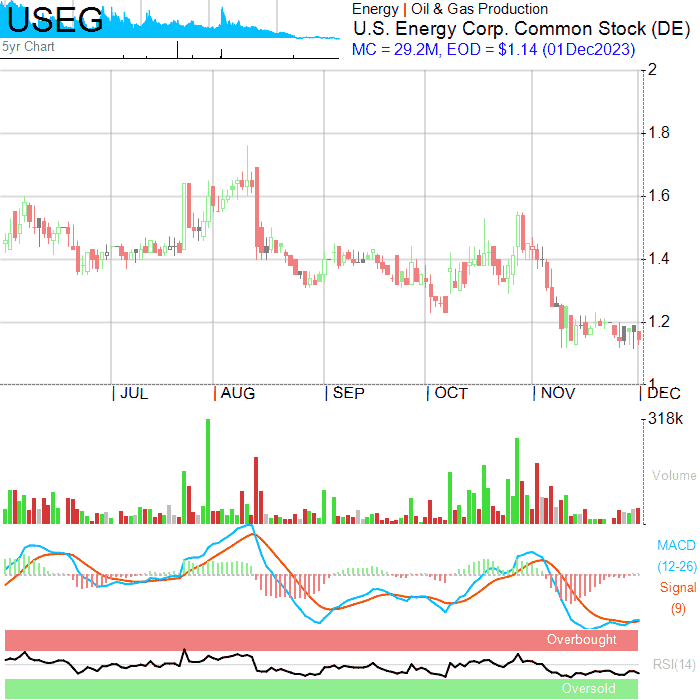 USEG
5yr Chart
Energy | Oil & Gas Production
U.S. Energy Corp. Common Stock (DE)
MC = 29.2M, EOD = $1.14 (01Dec2023)
2
1.8
1.6
1.4
1.2
1
JUL AUG SEP OCT NOV DEC
318k
Volume
MACD
(12-26)
Signal
(9)
Overbought
RSI(14)
Oversold